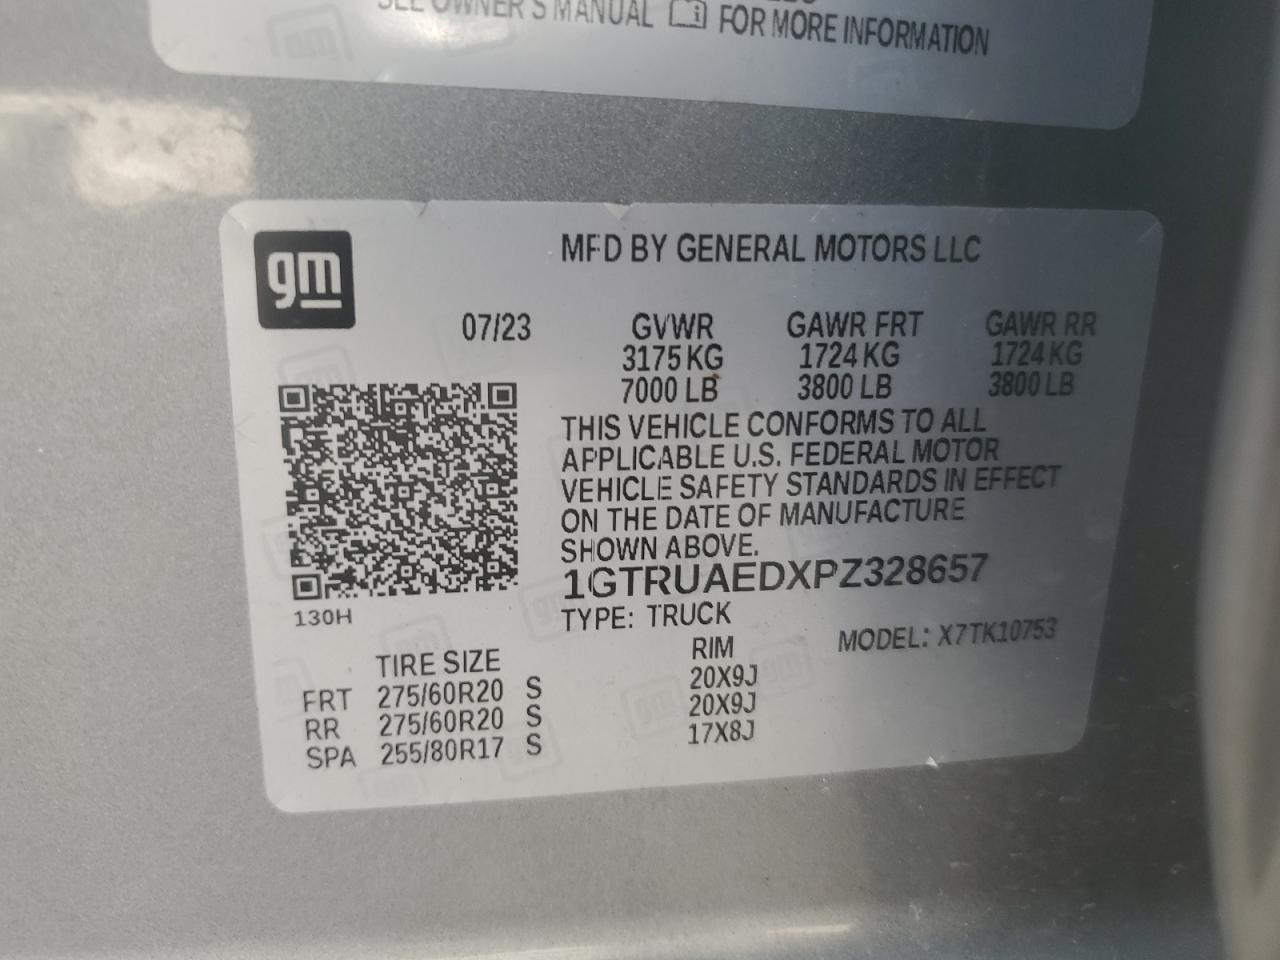 SEE OWNER'S MANUAL FOR MORE INFORMATION
gm
MFD BY GENERAL MOTORS LLC
07/23 GVWR GAWR FRT GAWR RR
3175 KG 1724 KG 1724 KG
7000 LB 3800 LB 3800 LB
THIS VEHICLE CONFORMS TO ALL
APPLICABLE U.S. FEDERAL MOTOR
VEHICLE SAFETY STANDARDS IN EFFECT
ON THE DATE OF MANUFACTURE
SHOWN ABOVE.
1GTRUAEDXPZ328657
130H
TYPE: TRUCK MODEL: X7TK10753
TIRE SIZE RIM
FRT 275/60R20 S 20X9J
RR 275/60R20 S 20X9J
SPA 255/80R17 S 17X8J